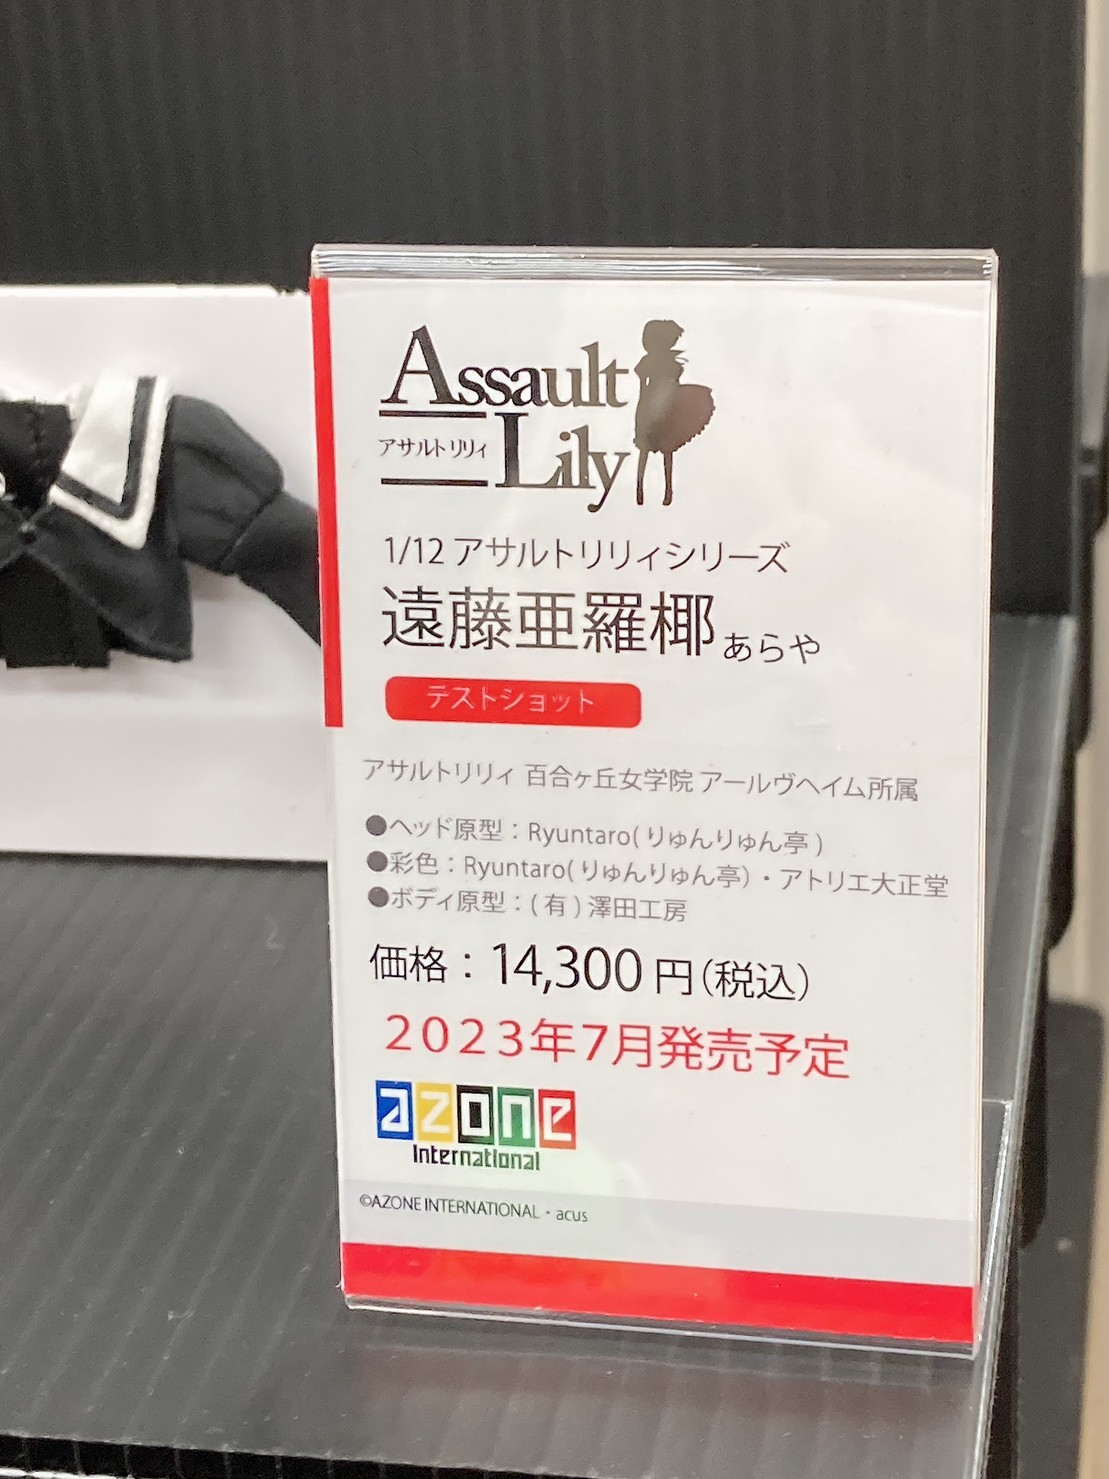 Assault
アサルトリリィ
Lily
1/12 アサルトリリィシリーズ
遠藤亜羅椰 あらや
テストショット
アサルトリリィ 百合ヶ丘女学院 アールヴヘイム所属
●ヘッド原型：Ryuntaro(りゅんりゅん亭)
●彩色：Ryuntaro(りゅんりゅん亭)・アトリエ大正堂
●ボディ原型：(有)澤田工房
価格：14,300円(税込)
２０２３年７月発売予定
azone
International
©AZONE INTERNATIONAL・acus